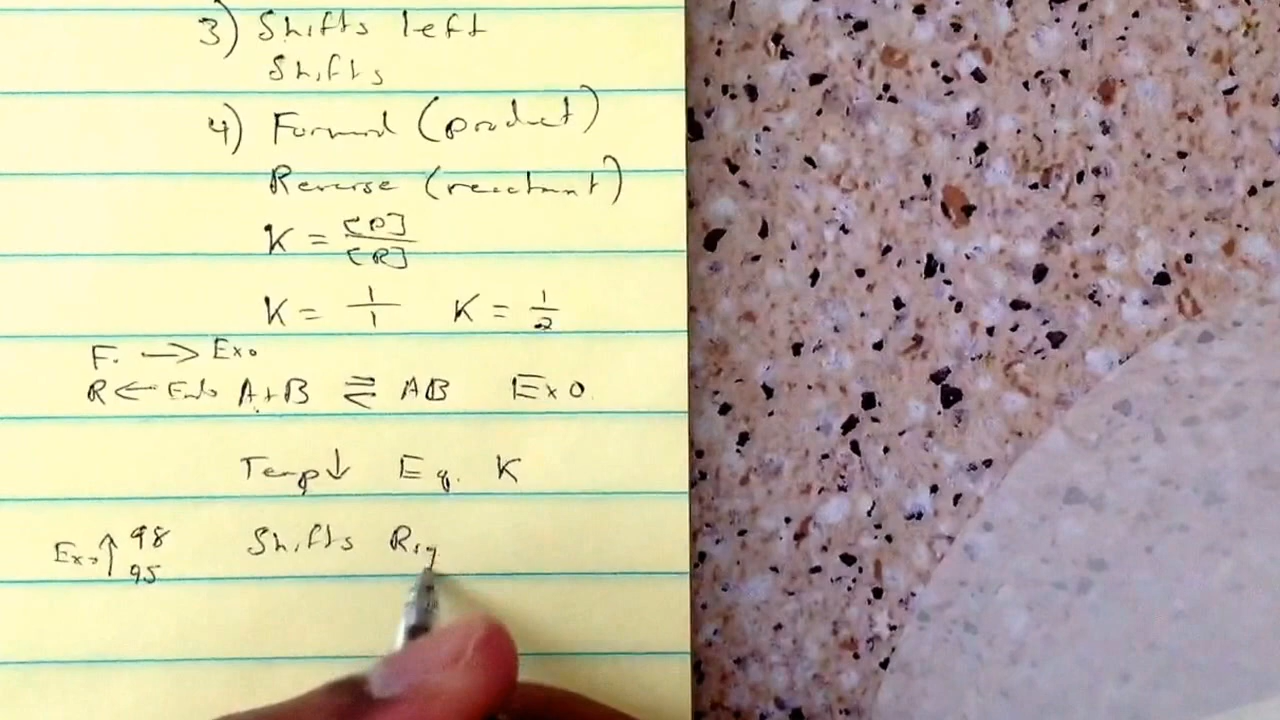 3) Shifts left
Shifts
4) Forward (product)
Reverse (reactant)
K = [P]/[R]
K = 1/1 K = 1/2
F. → Exo
R ← Endo A+B ⇌ AB Exo.
Temp↓ Eq. K
Exo ↑ 98 Shifts Rig
95